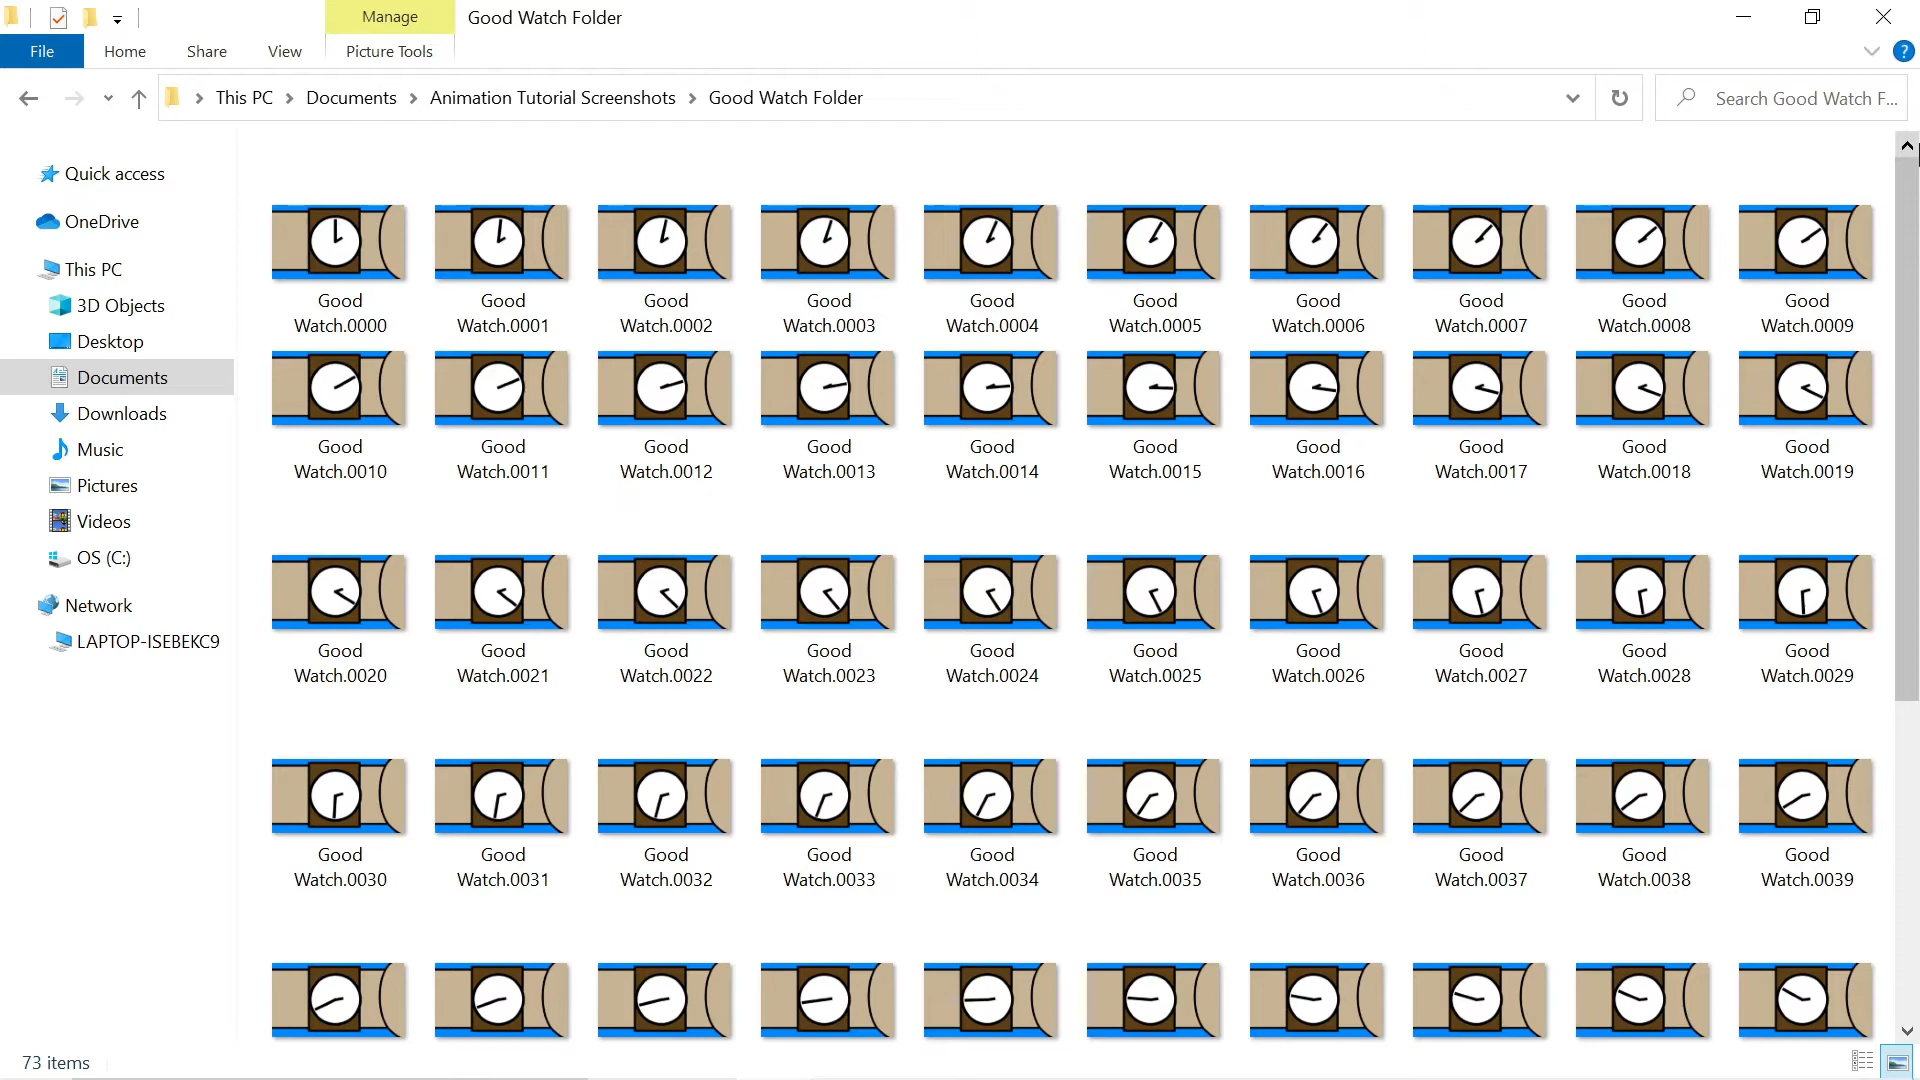 Manage
Good Watch Folder
File
Home
Share
View
Picture Tools
?
This PC
Documents
Animation Tutorial Screenshots
Good Watch Folder
Search Good Watch F...
Quick access
OneDrive
This PC
3D Objects
Desktop
Documents
Downloads
Music
Pictures
Videos
OS (C:)
Network
LAPTOP-ISEBEKC9
Good
Watch.0000
Good
Watch.0001
Good
Watch.0002
Good
Watch.0003
Good
Watch.0004
Good
Watch.0005
Good
Watch.0006
Good
Watch.0007
Good
Watch.0008
Good
Watch.0009
Good
Watch.0010
Good
Watch.0011
Good
Watch.0012
Good
Watch.0013
Good
Watch.0014
Good
Watch.0015
Good
Watch.0016
Good
Watch.0017
Good
Watch.0018
Good
Watch.0019
Good
Watch.0020
Good
Watch.0021
Good
Watch.0022
Good
Watch.0023
Good
Watch.0024
Good
Watch.0025
Good
Watch.0026
Good
Watch.0027
Good
Watch.0028
Good
Watch.0029
Good
Watch.0030
Good
Watch.0031
Good
Watch.0032
Good
Watch.0033
Good
Watch.0034
Good
Watch.0035
Good
Watch.0036
Good
Watch.0037
Good
Watch.0038
Good
Watch.0039
73 items